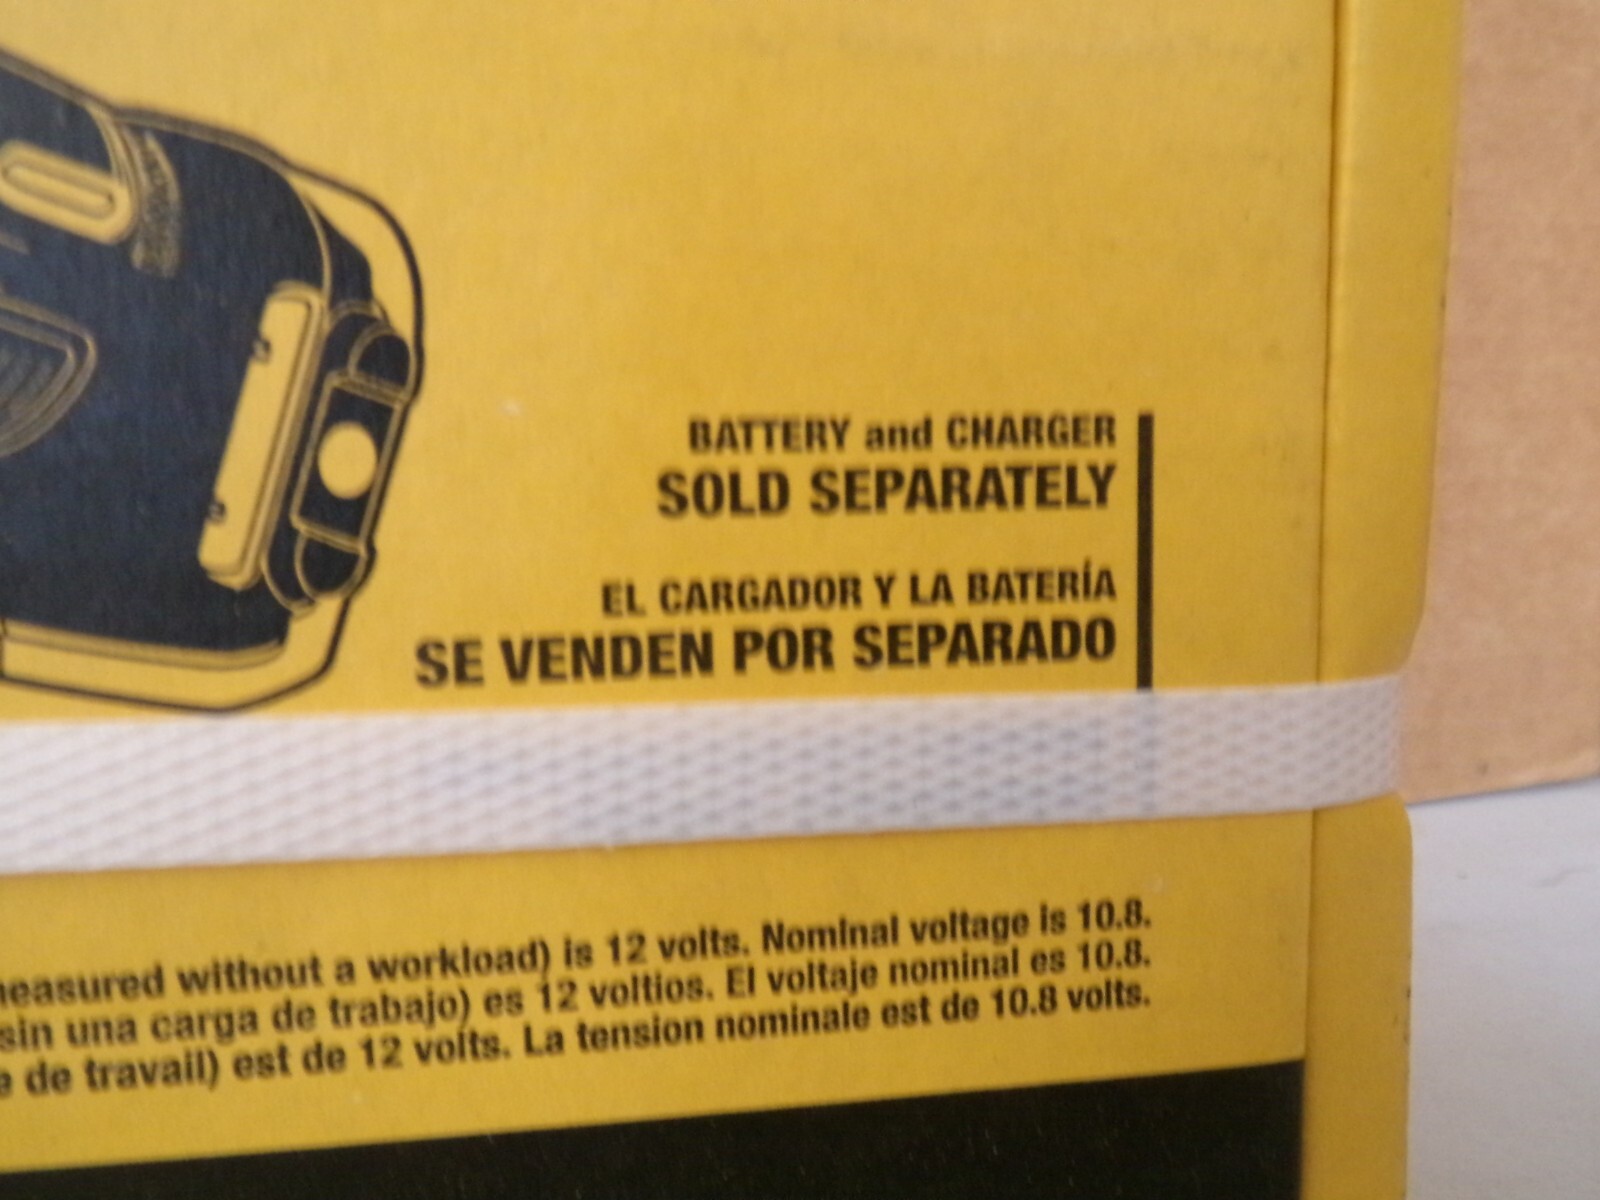 BATTERY and CHARGER
SOLD SEPARATELY
EL CARGADOR Y LA BATERÍA
SE VENDEN POR SEPARADO
measured without a workload) is 12 volts. Nominal voltage is 10.8.
sin una carga de trabajo) es 12 voltios. El voltaje nominal es 10.8.
de travail) est de 12 volts. La tension nominale est de 10.8 volts.